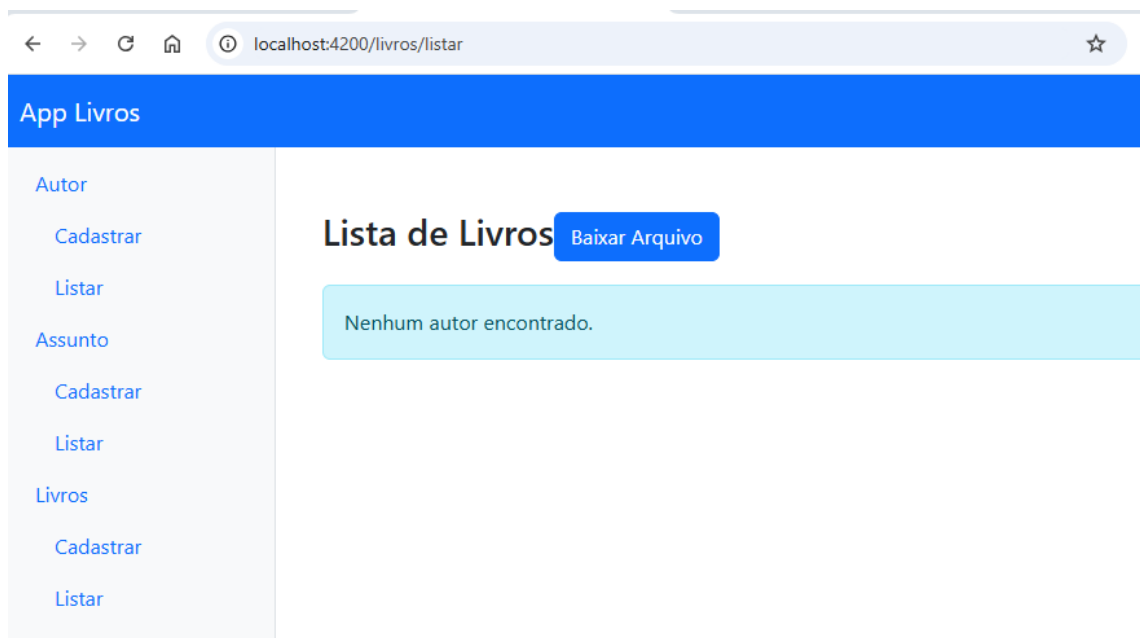 localhost:4200/livros/listar
App Livros
Autor
Cadastrar
Listar
Assunto
Cadastrar
Listar
Livros
Cadastrar
Listar
Lista de Livros Baixar Arquivo
Nenhum autor encontrado.